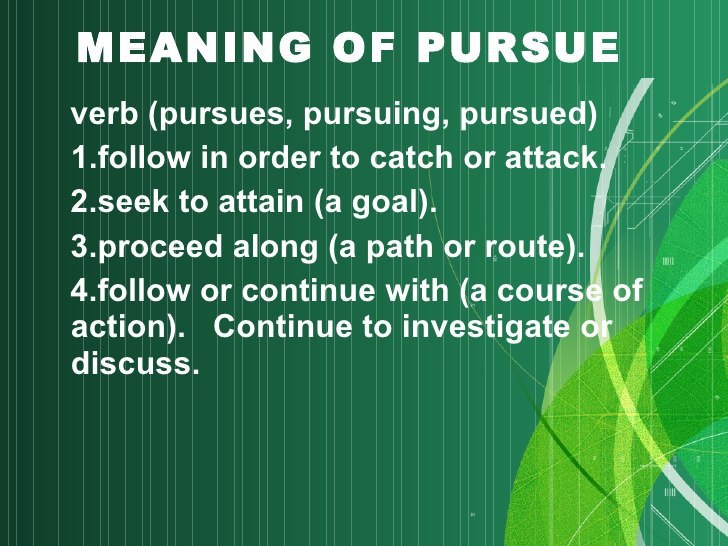 MEANING OF PURSUE
verb (pursues, pursuing, pursued)
1.follow in order to catch or attack.
2.seek to attain (a goal).
3.proceed along (a path or route).
4.follow or continue with (a course of
action).   Continue to investigate or
discuss.